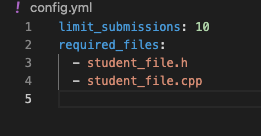 ! config.yml
1 limit_submissions: 10
2 required_files:
3 - student_file.h
4 - student_file.cpp
5